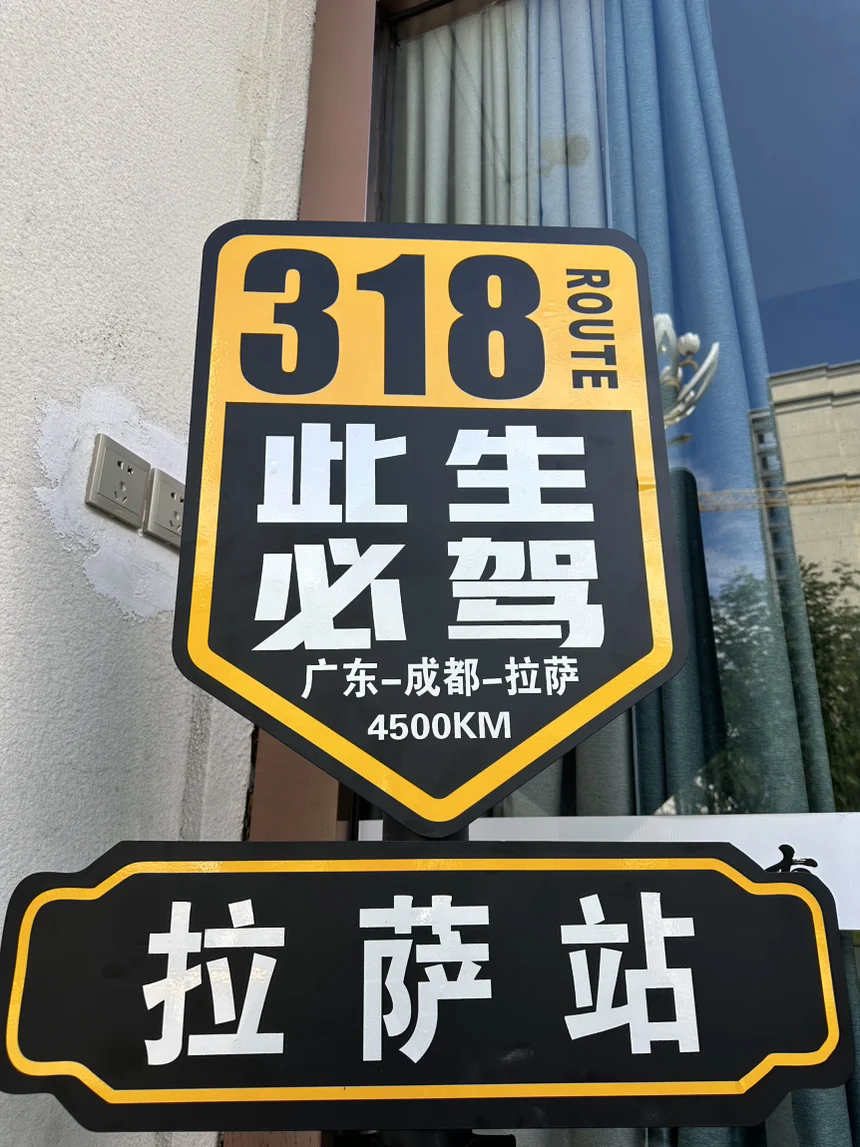 318
ROUTE
此生
必驾
广东-成都-拉萨
4500KM
拉萨站